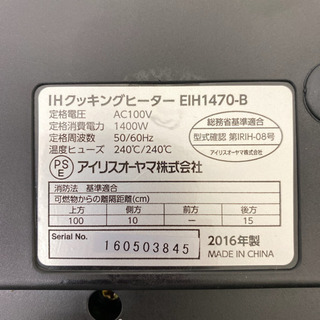 IHクッキングヒーター EIH1470-B
定格電圧 AC100V
定格消費電力 1400W
定格周波数 50/60Hz
温度ヒューズ 240℃/240℃
総務省基準適合
型式確認 第IRIH-08号
アイリスオーヤマ株式会社
PS
E
アイリスオーヤマ株式会社
消防法 基準適合
可燃物からの離隔距離(cm)
上方 側方 前方 後方
100 10 — 15
Serial No. 160503845
2016年製
MADE IN CHINA